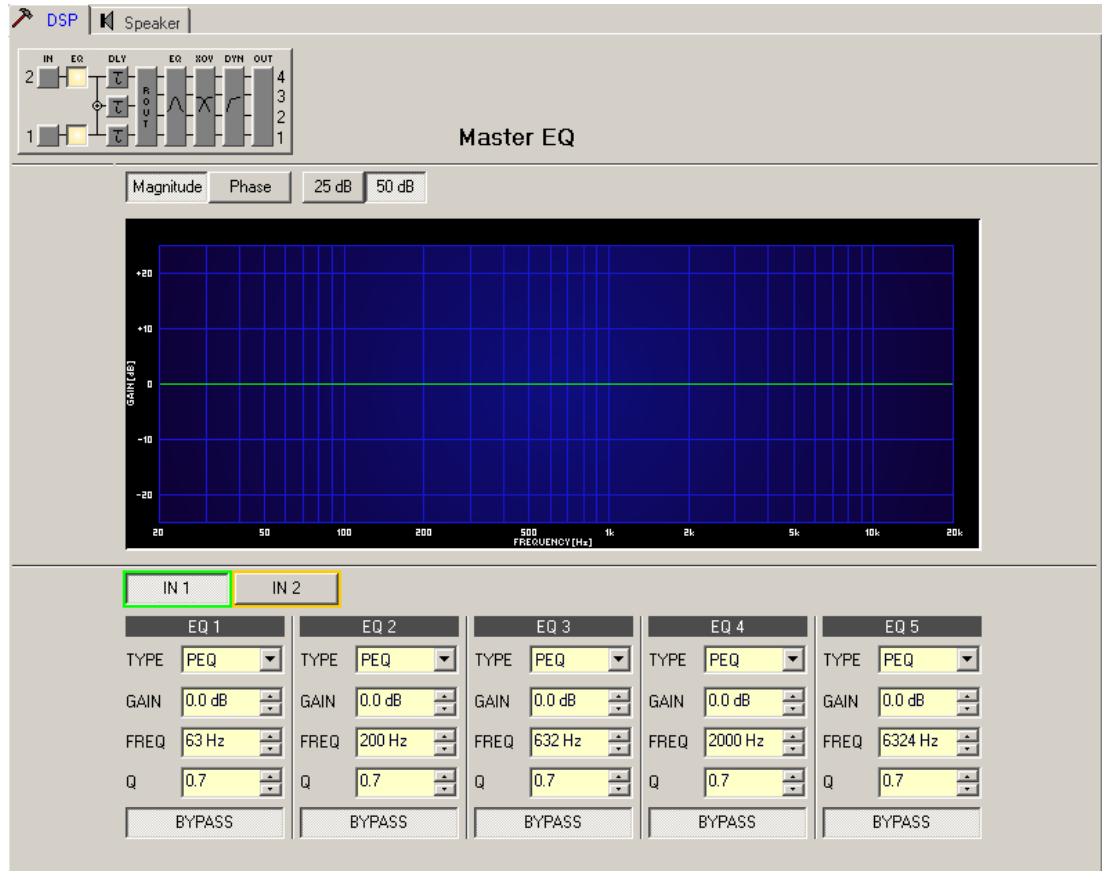 DSP Speaker
IN EQ DLY EQ XOV DYN OUT
2 τ 4
τ ROUT 3
2
1 τ 1
Master EQ
Magnitude Phase 25 dB 50 dB
+20
+10
0
-10
-20
GAIN [dB]
20 50 100 200 500 1k 2k 5k 10k 20k
FREQUENCY [Hz]
IN 1 IN 2
EQ 1 EQ 2 EQ 3 EQ 4 EQ 5
TYPE PEQ TYPE PEQ TYPE PEQ TYPE PEQ TYPE PEQ
GAIN 0.0 dB GAIN 0.0 dB GAIN 0.0 dB GAIN 0.0 dB GAIN 0.0 dB
FREQ 63 Hz FREQ 200 Hz FREQ 632 Hz FREQ 2000 Hz FREQ 6324 Hz
Q 0.7 Q 0.7 Q 0.7 Q 0.7 Q 0.7
BYPASS BYPASS BYPASS BYPASS BYPASS